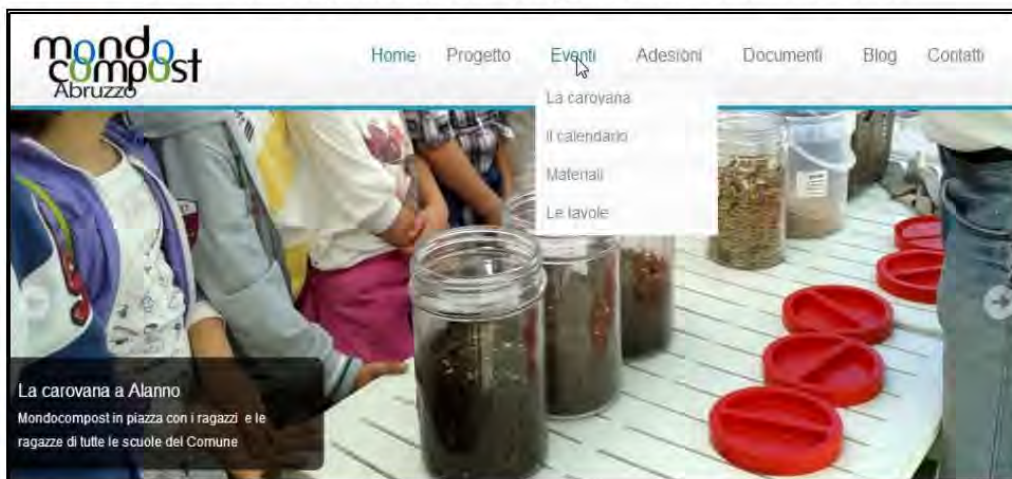 mondo
compost
Abruzzo
Home Progetto Eventi Adesioni Documenti Blog Contatti
La carovana
Il calendario
Materiali
Le tavole
La carovana a Alanno
Mondocompost in piazza con i ragazzi e le
ragazze di tutte le scuole del Comune